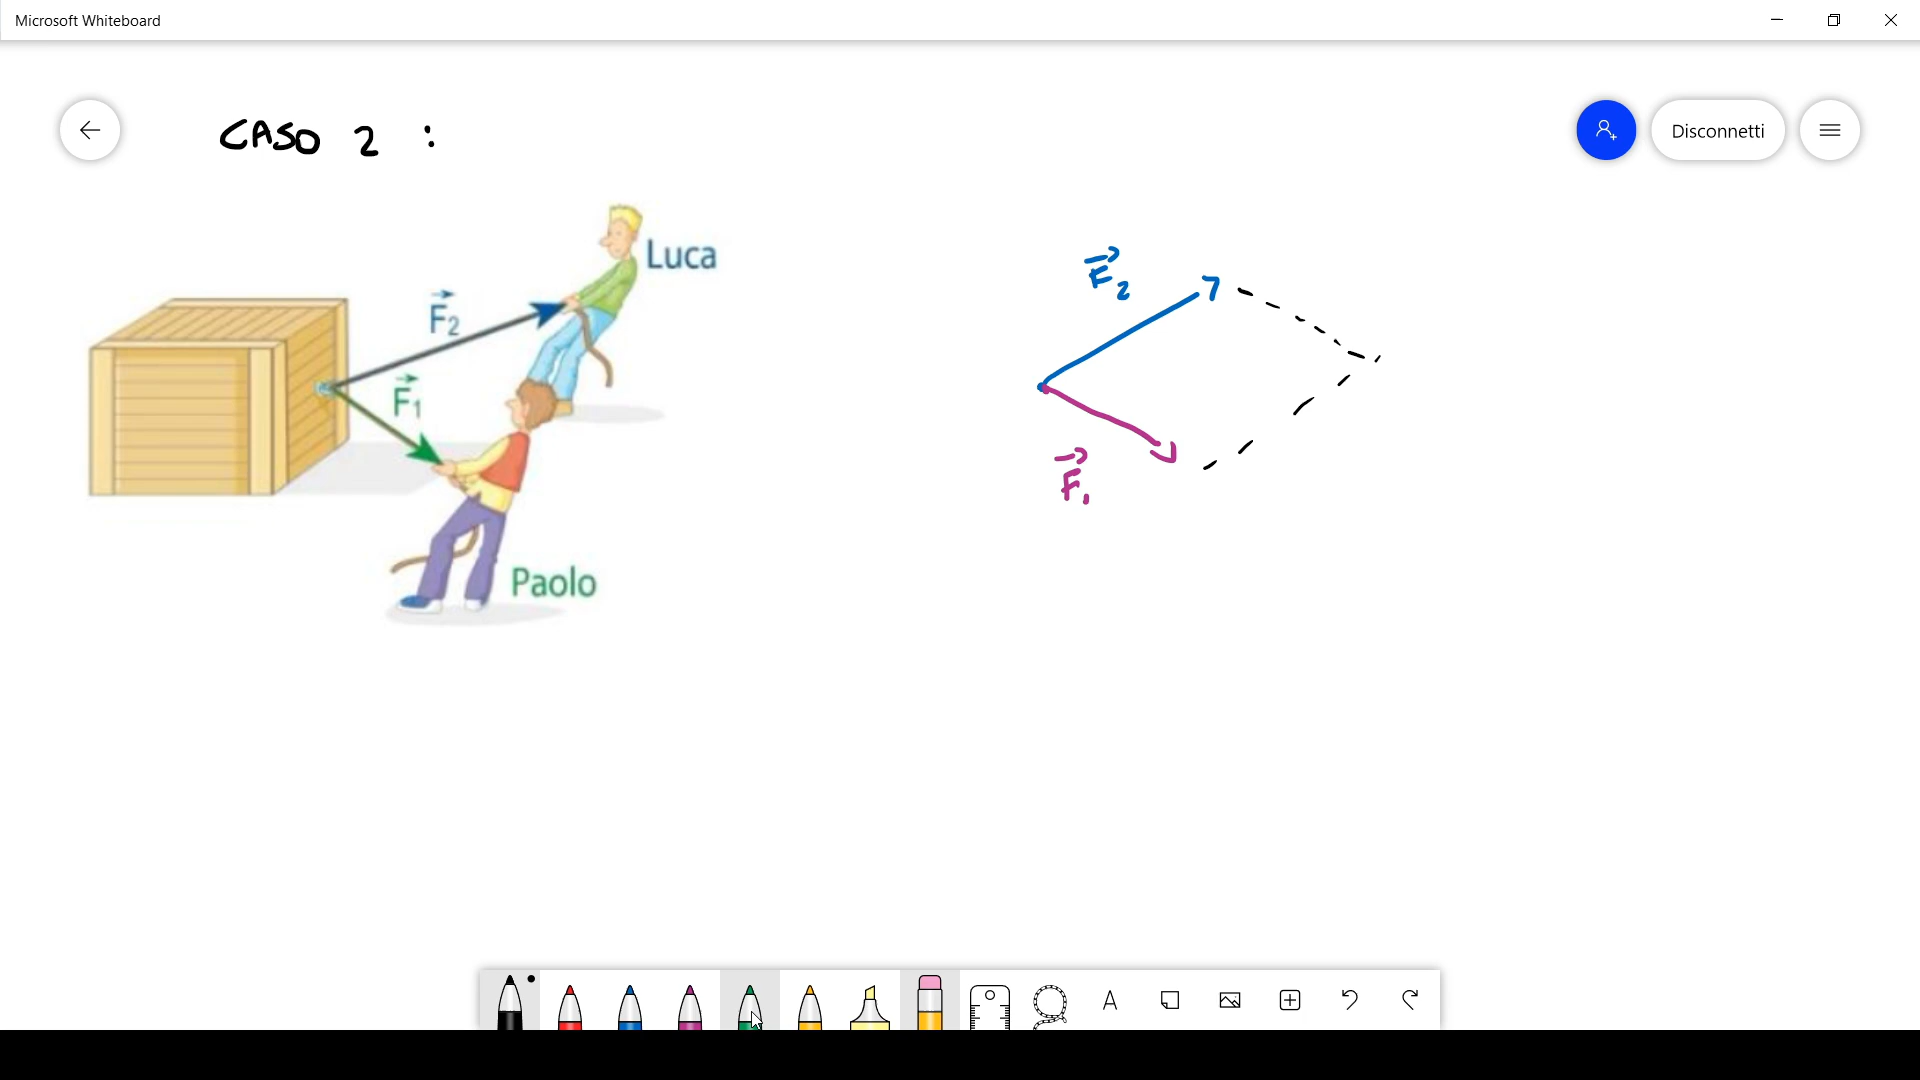 Microsoft Whiteboard
CASO 2 :
Disconnetti
Luca
F⃗2
F⃗1
Paolo
F⃗2
F⃗1
A